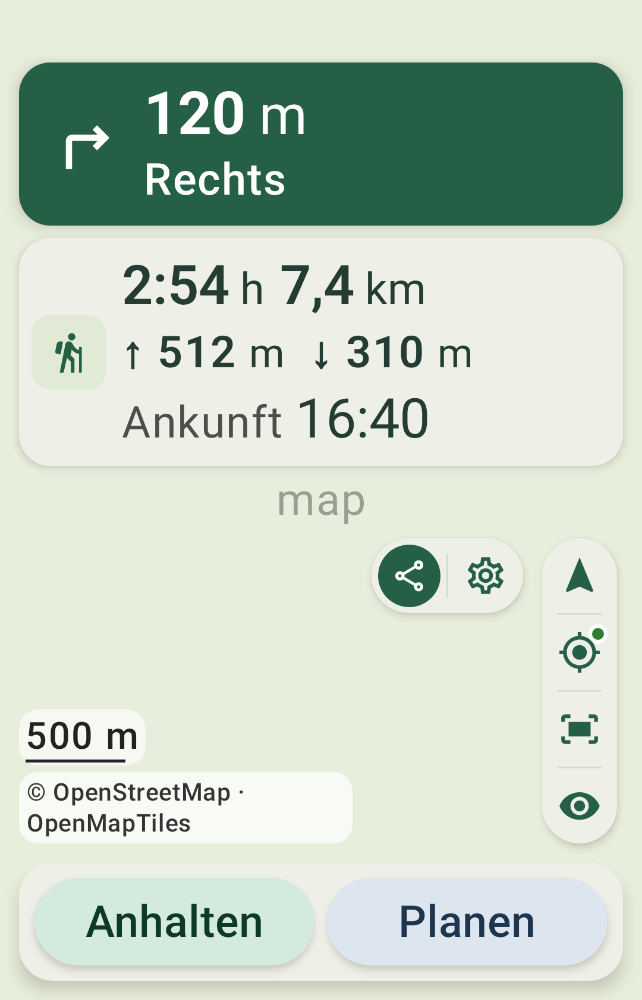 120 m
Rechts
2:54 h 7,4 km
↑ 512 m ↓ 310 m
Ankunft 16:40
map
500 m
© OpenStreetMap ·
OpenMapTiles
Anhalten
Planen